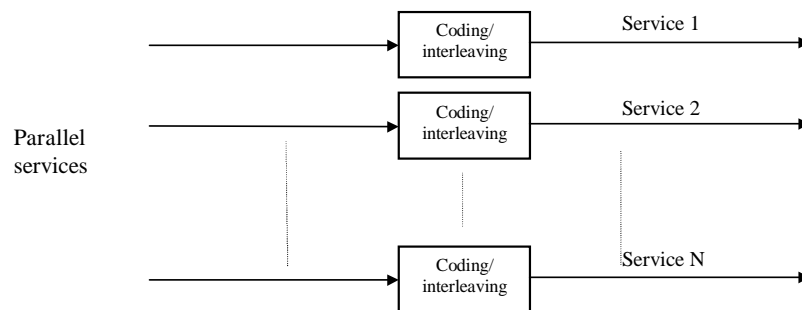 Coding/
interleaving
Service 1
Coding/
interleaving
Service 2
Parallel
services
Coding/
interleaving
Service N